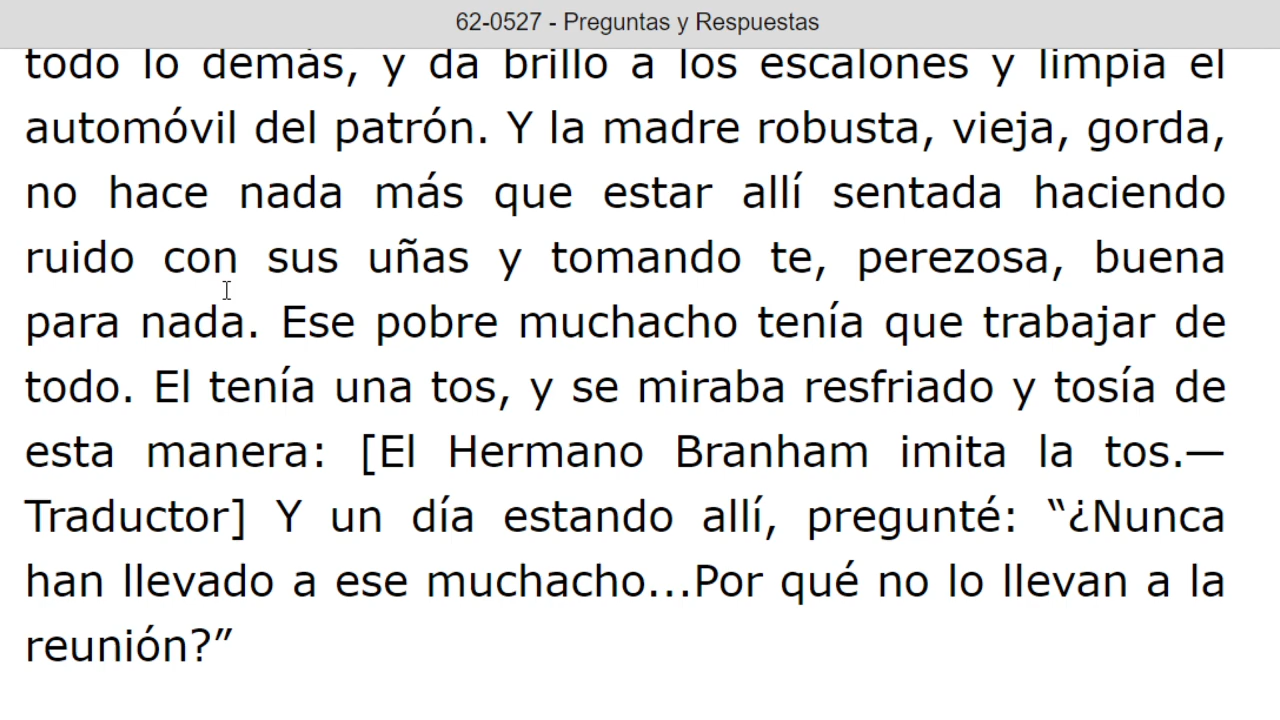 62-0527 - Preguntas y Respuestas
todo lo demás, y da brillo a los escalones y limpia el
automóvil del patrón. Y la madre robusta, vieja, gorda,
no hace nada más que estar allí sentada haciendo
ruido con sus uñas y tomando te, perezosa, buena
para nada. Ese pobre muchacho tenía que trabajar de
todo. El tenía una tos, y se miraba resfriado y tosía de
esta manera: [El Hermano Branham imita la tos.—
Traductor] Y un día estando allí, pregunté: “¿Nunca
han llevado a ese muchacho...Por qué no lo llevan a la
reunión?”